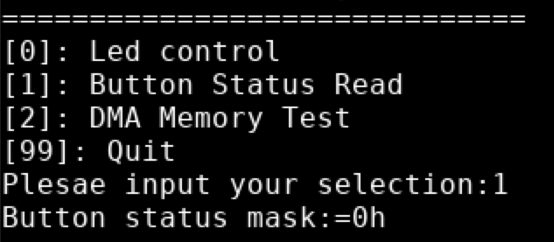 ==============================
[0]: Led control
[1]: Button Status Read
[2]: DMA Memory Test
[99]: Quit
Plesae input your selection:1
Button status mask:=0h